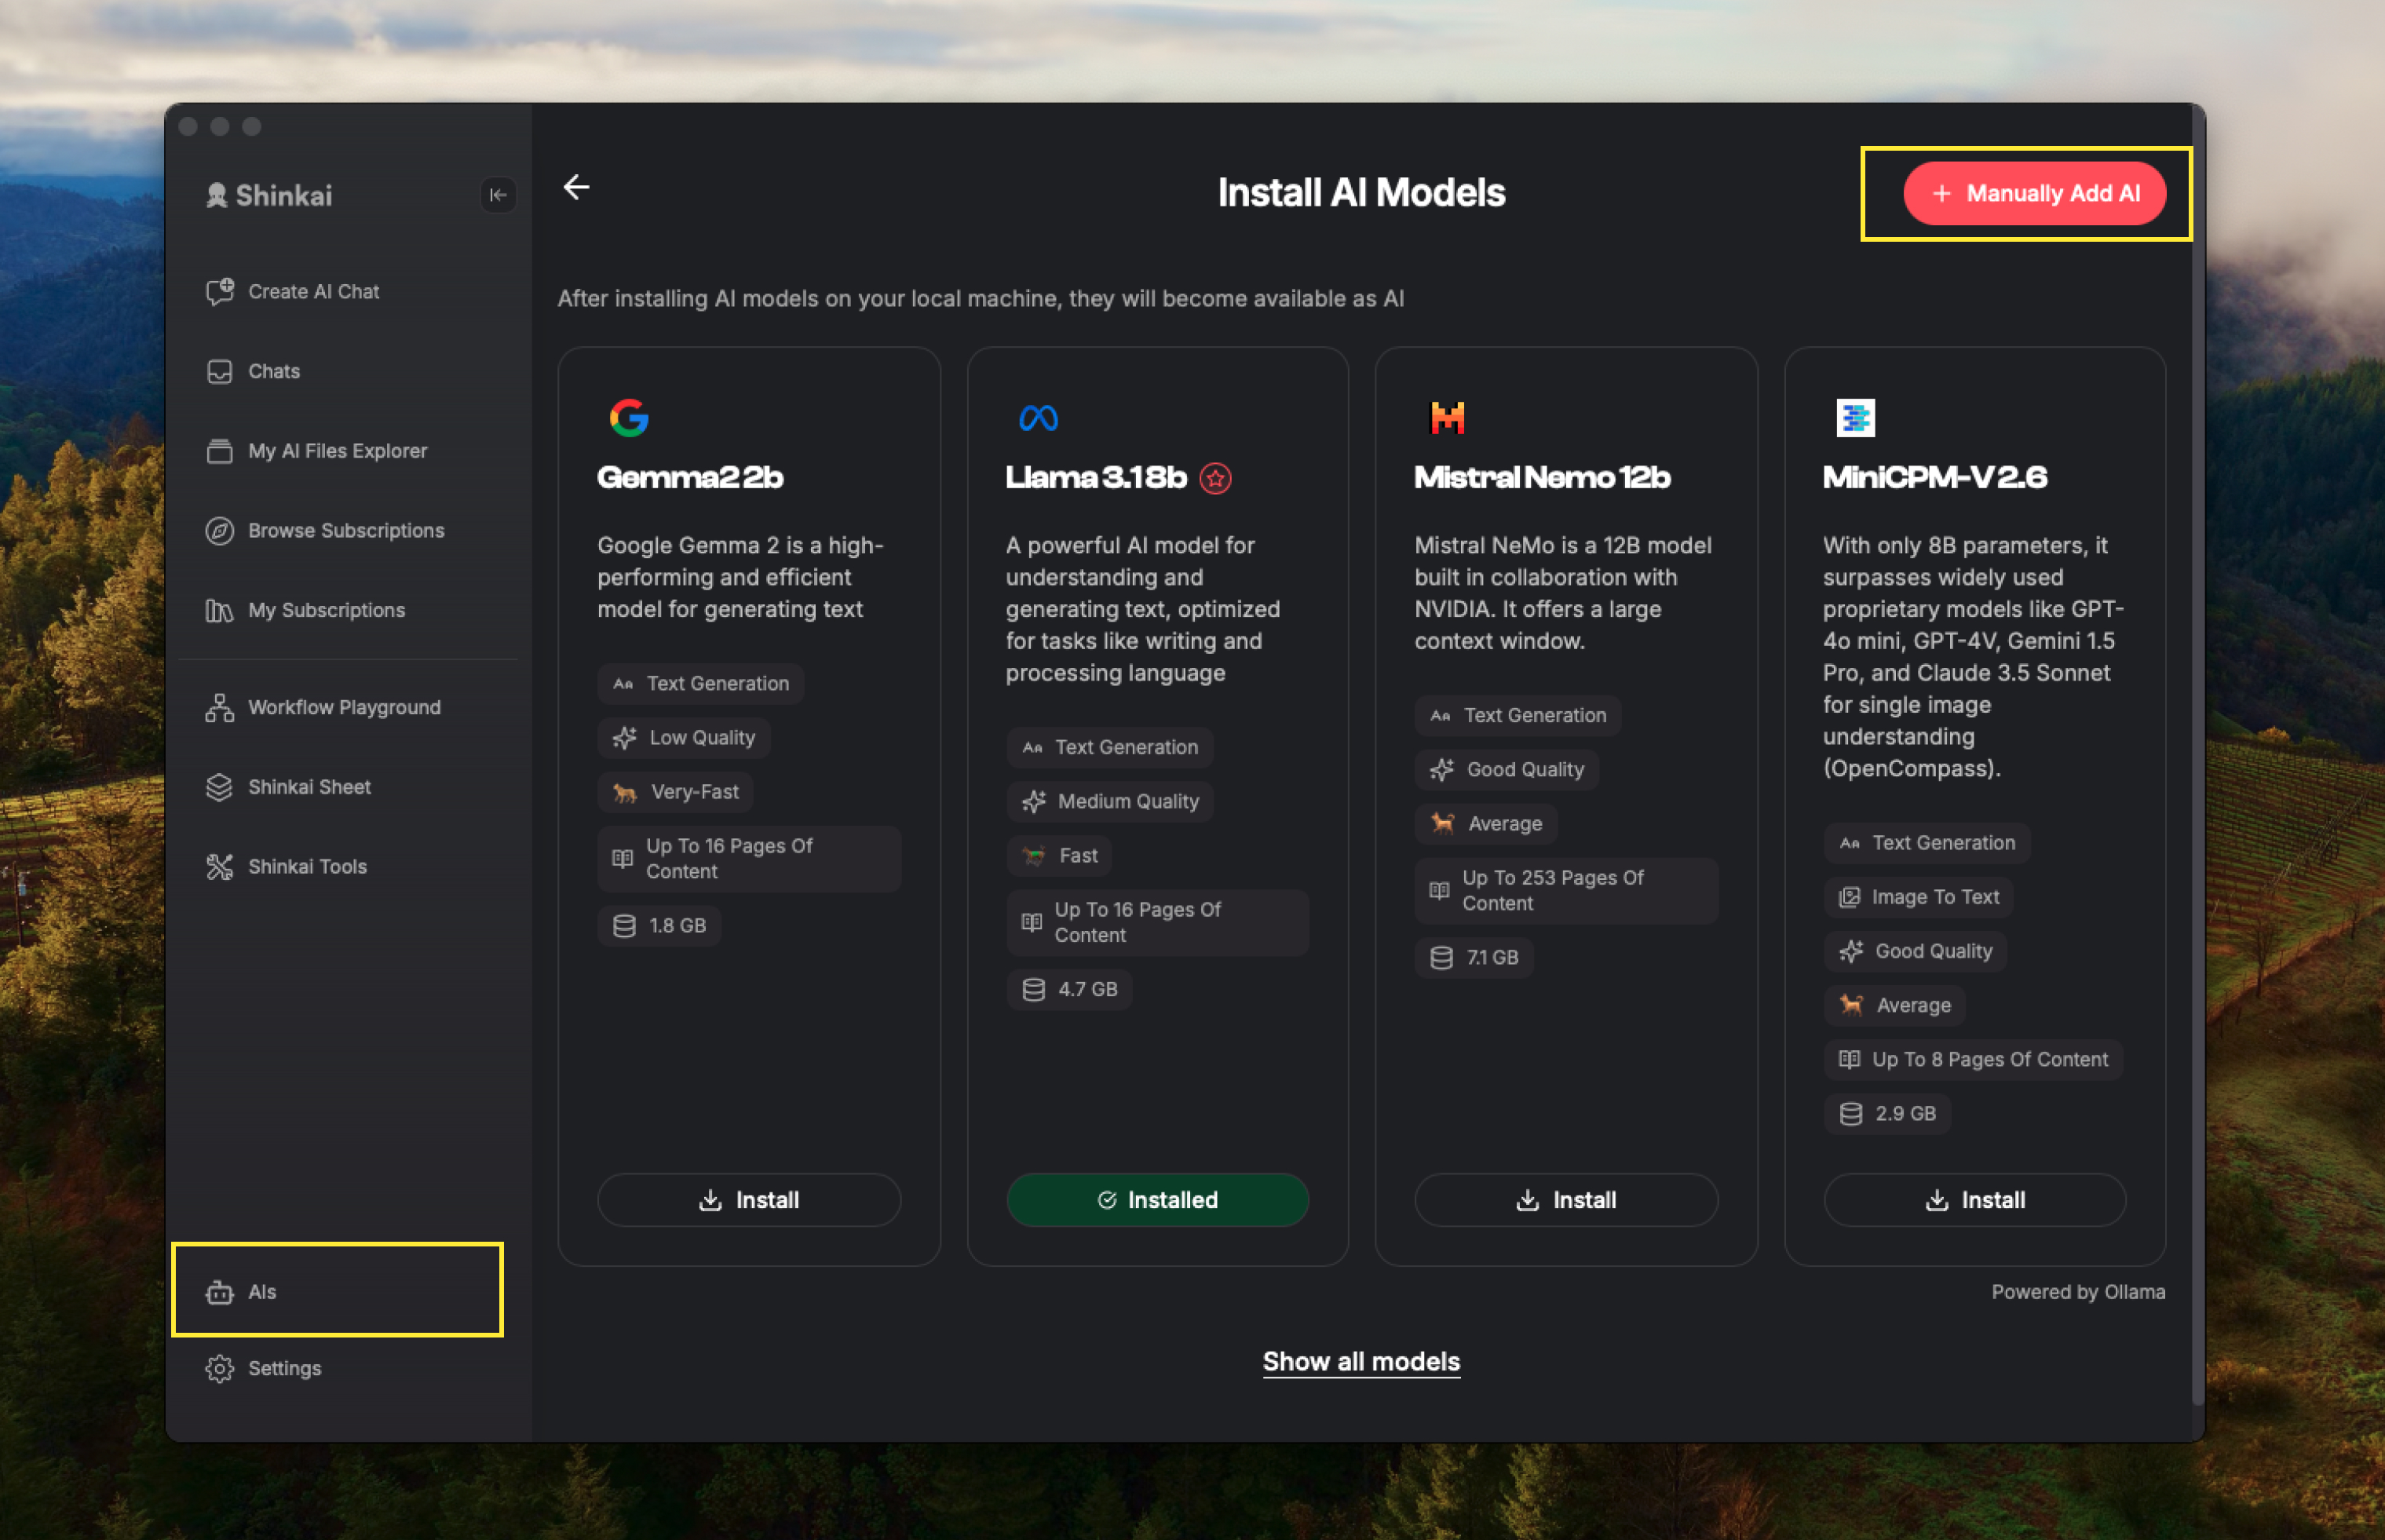 Shinkai
Create AI Chat
Chats
My AI Files Explorer
Browse Subscriptions
My Subscriptions
Workflow Playground
Shinkai Sheet
Shinkai Tools
AIs
Settings
Install AI Models
+ Manually Add AI
After installing AI models on your local machine, they will become available as AI
Gemma2 2b
Google Gemma 2 is a high-
performing and efficient
model for generating text
Text Generation
Low Quality
Very-Fast
Up To 16 Pages Of
Content
1.8 GB
Install
Llama 3.1 8b
A powerful AI model for
understanding and
generating text, optimized
for tasks like writing and
processing language
Text Generation
Medium Quality
Fast
Up To 16 Pages Of
Content
4.7 GB
Installed
Mistral Nemo 12b
Mistral NeMo is a 12B model
built in collaboration with
NVIDIA. It offers a large
context window.
Text Generation
Good Quality
Average
Up To 253 Pages Of
Content
7.1 GB
Install
MiniCPM-V 2.6
With only 8B parameters, it
surpasses widely used
proprietary models like GPT-
4o mini, GPT-4V, Gemini 1.5
Pro, and Claude 3.5 Sonnet
for single image
understanding
(OpenCompass).
Text Generation
Image To Text
Good Quality
Average
Up To 8 Pages Of Content
2.9 GB
Install
Powered by Ollama
Show all models